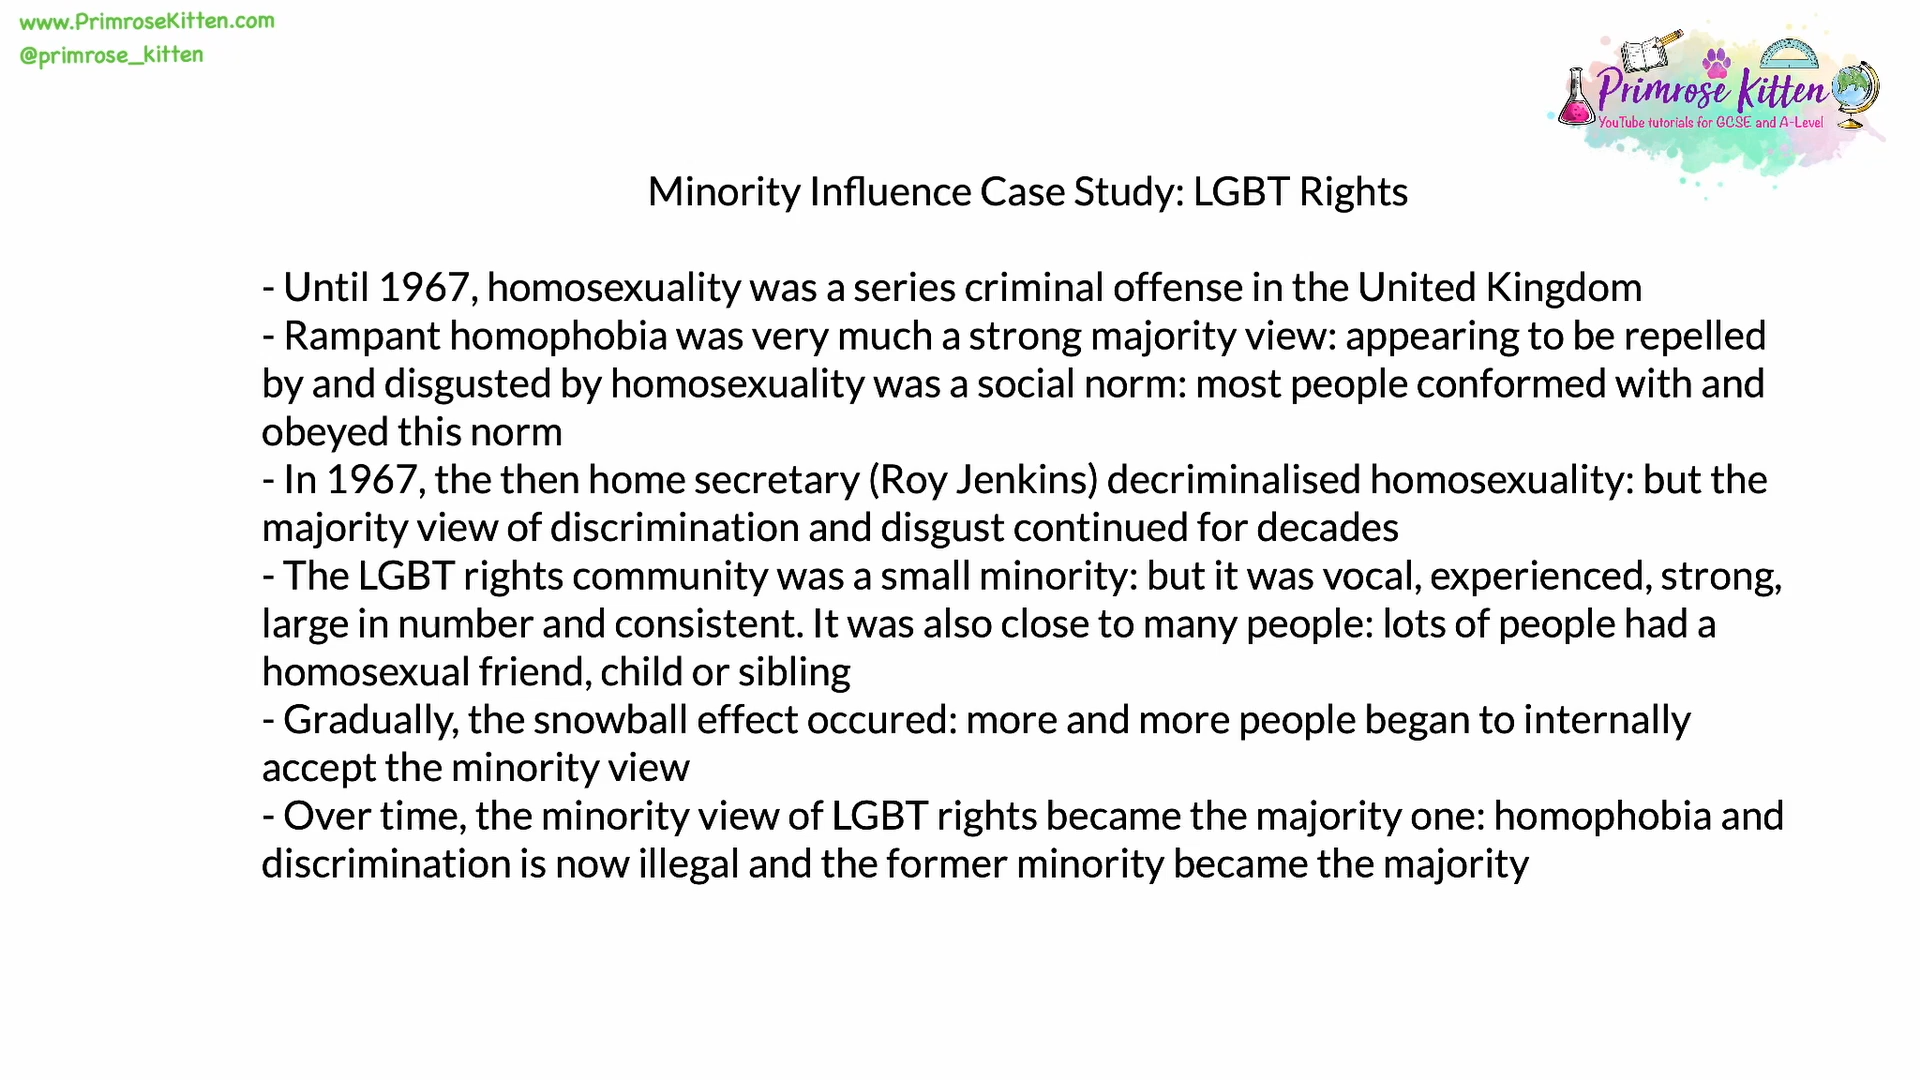 www.PrimroseKitten.com
@primrose_kitten
Primrose Kitten
YouTube tutorials for GCSE and A-Level
Minority Influence Case Study: LGBT Rights
- Until 1967, homosexuality was a series criminal offense in the United Kingdom
- Rampant homophobia was very much a strong majority view: appearing to be repelled
by and disgusted by homosexuality was a social norm: most people conformed with and
obeyed this norm
- In 1967, the then home secretary (Roy Jenkins) decriminalised homosexuality: but the
majority view of discrimination and disgust continued for decades
- The LGBT rights community was a small minority: but it was vocal, experienced, strong,
large in number and consistent. It was also close to many people: lots of people had a
homosexual friend, child or sibling
- Gradually, the snowball effect occured: more and more people began to internally
accept the minority view
- Over time, the minority view of LGBT rights became the majority one: homophobia and
discrimination is now illegal and the former minority became the majority